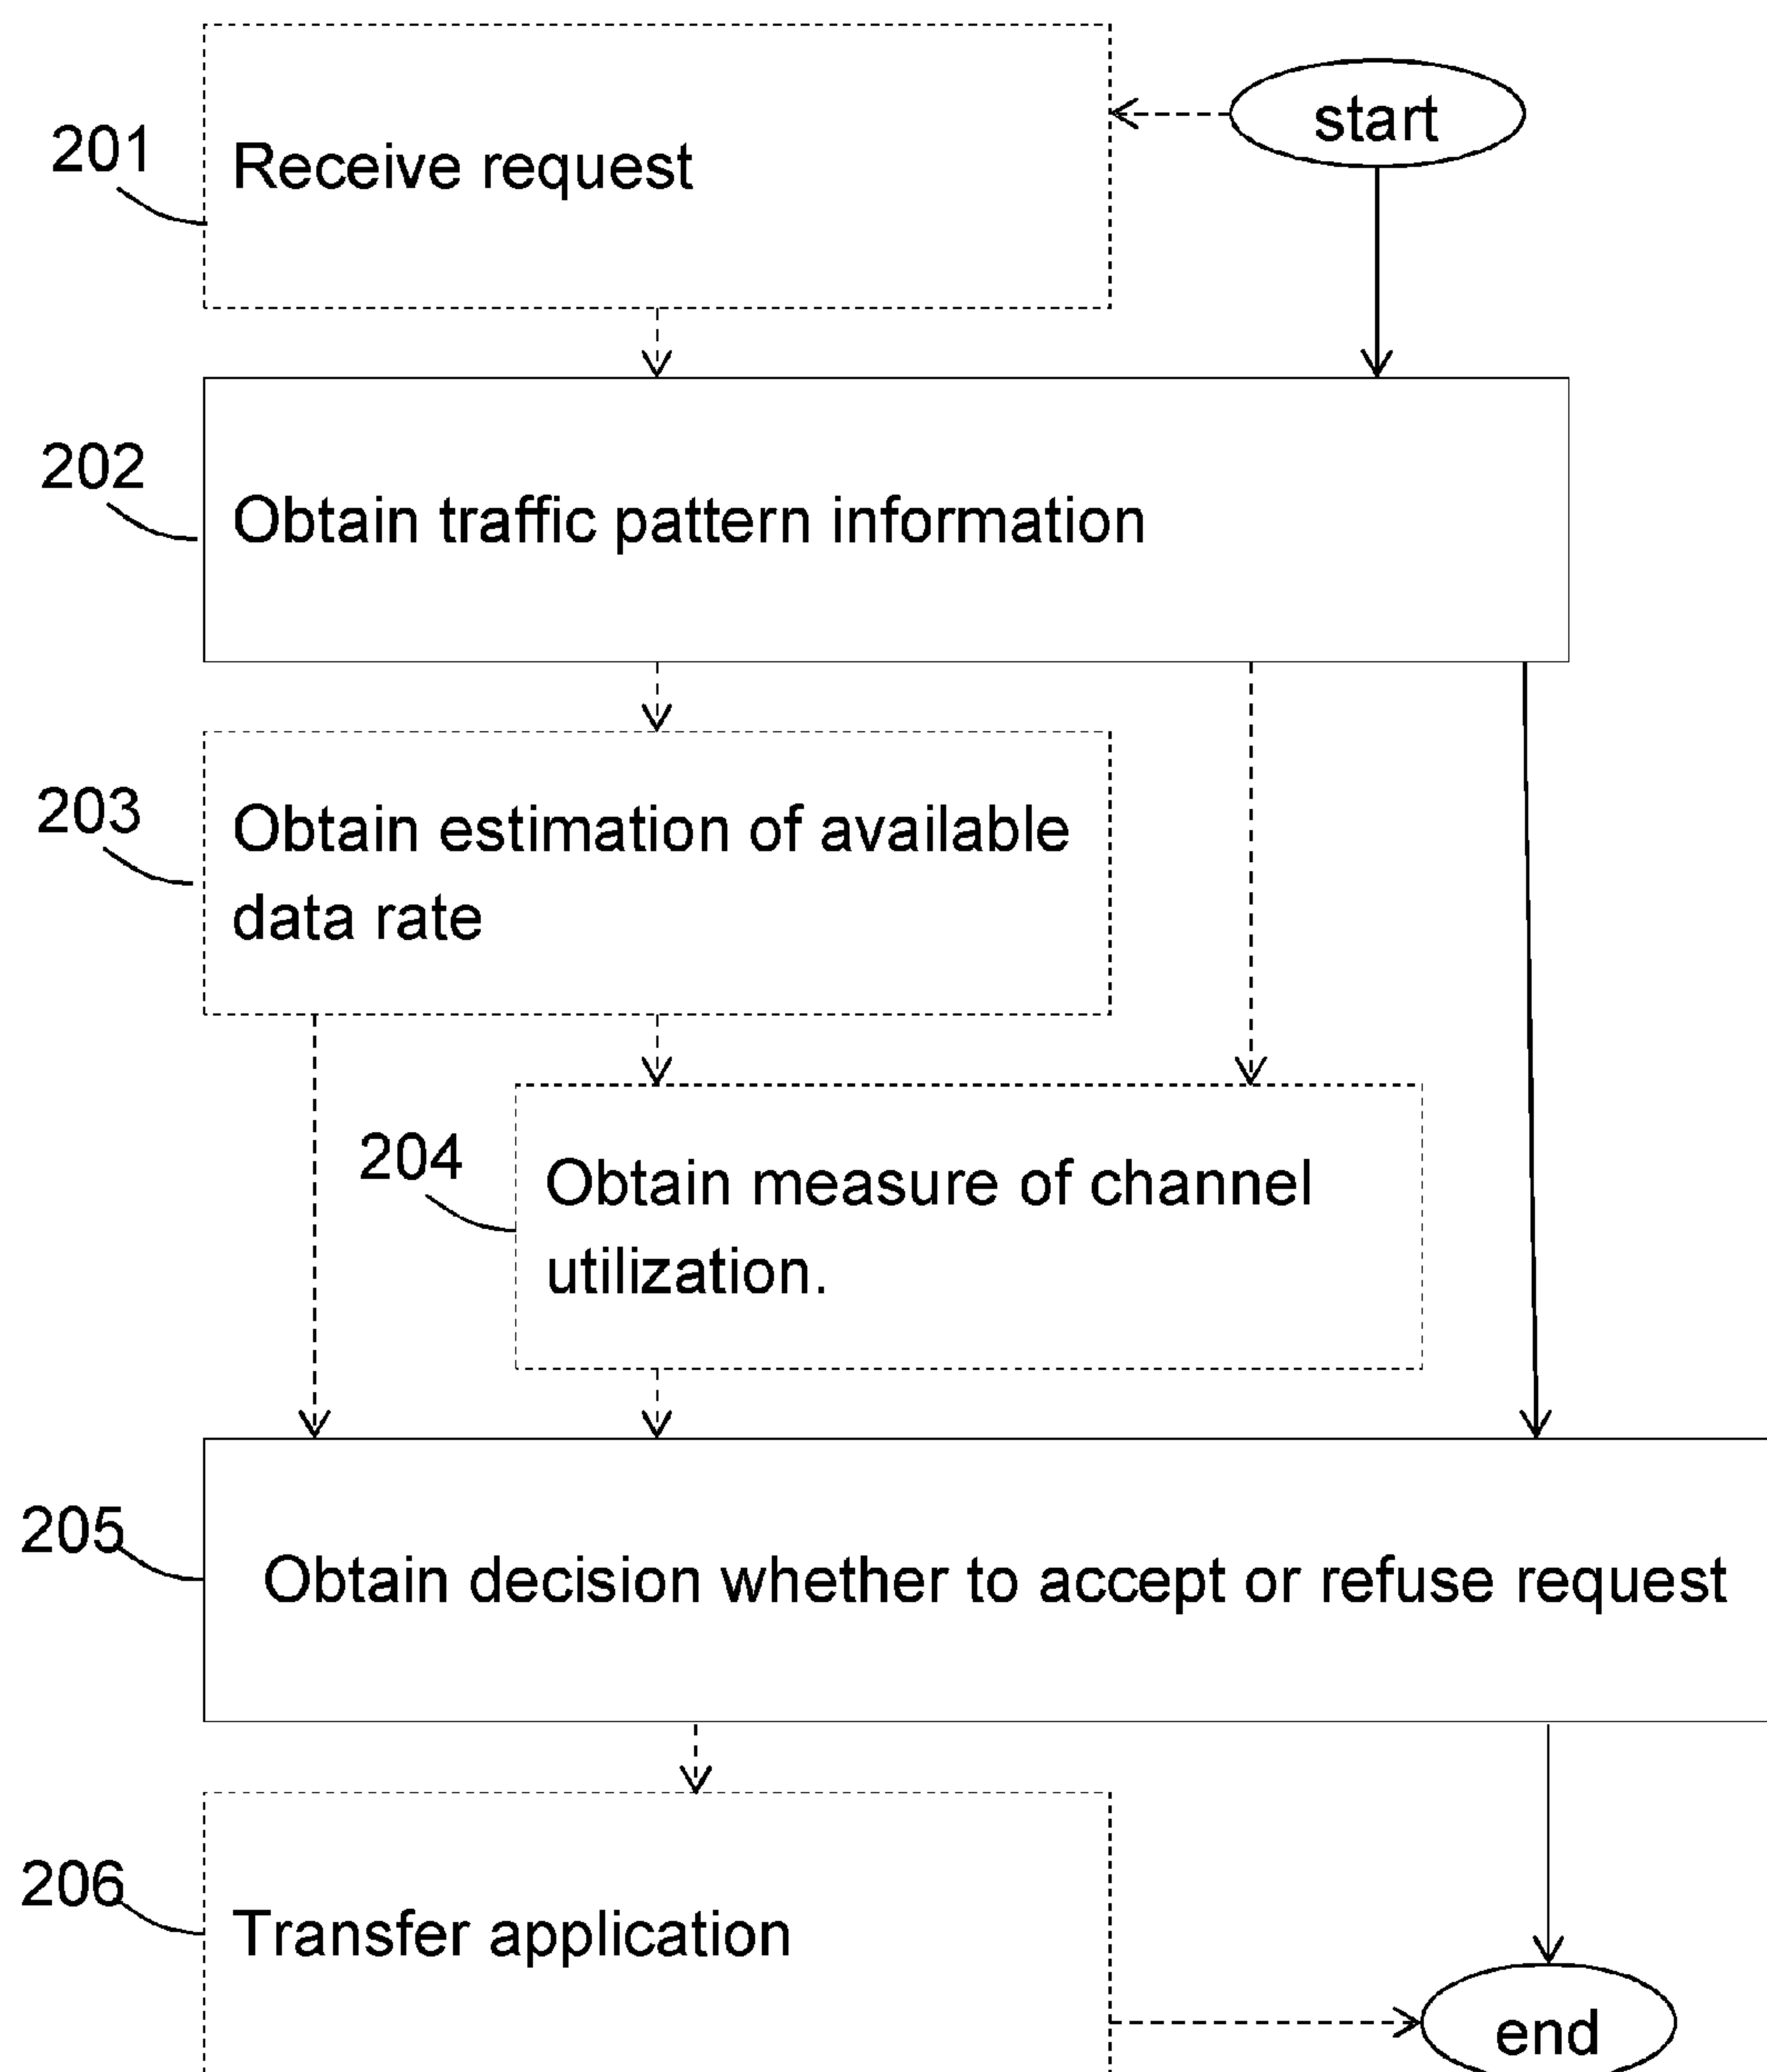 start
201
Receive request
202
Obtain traffic pattern information
203
Obtain estimation of available
data rate
204
Obtain measure of channel
utilization.
205
Obtain decision whether to accept or refuse request
206
Transfer application
end